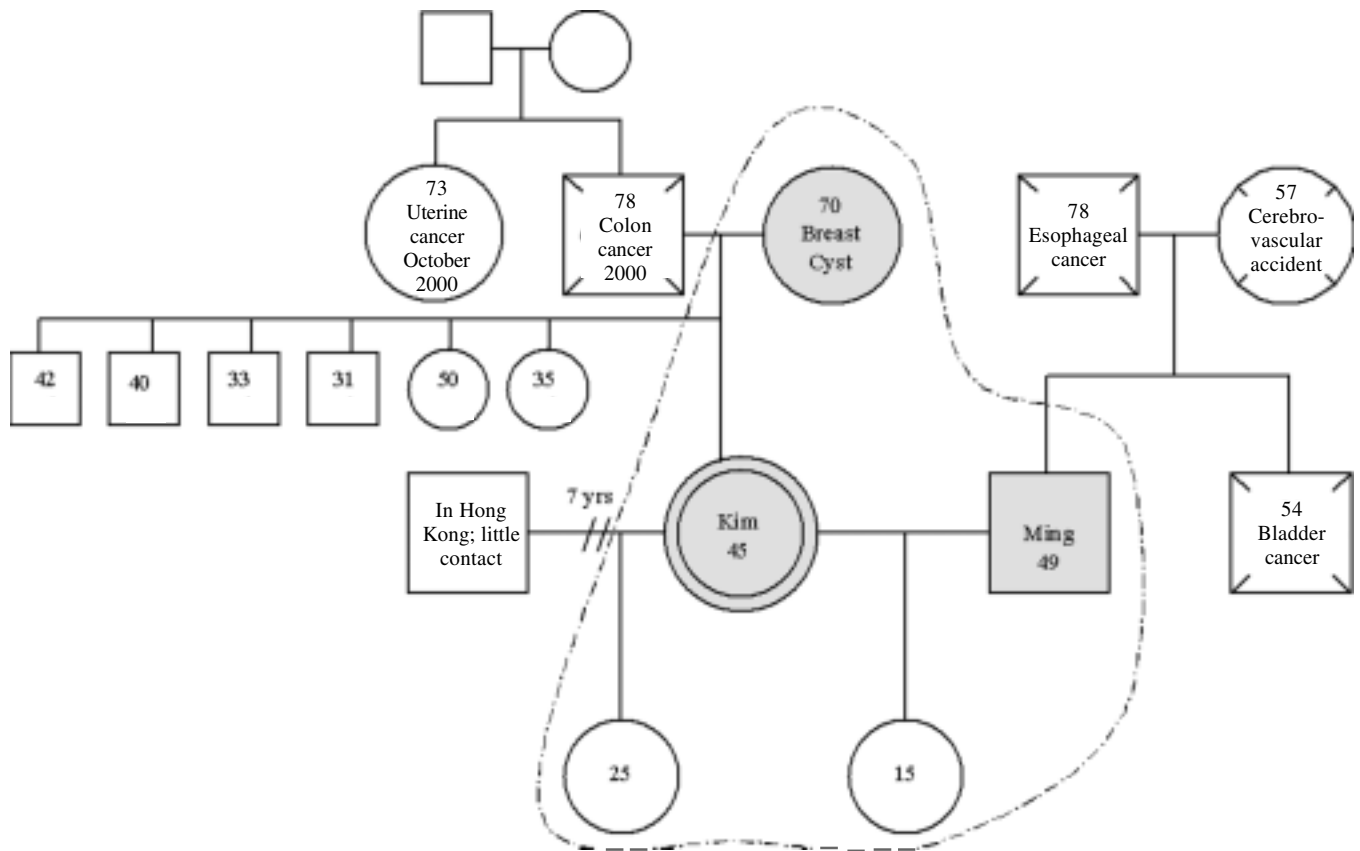 73
Uterine
cancer
October
2000
78
Colon
cancer
2000
70
Breast
Cyst
78
Esophageal
cancer
57
Cerebro-
vascular
accident
42
40
33
31
50
35
In Hong
Kong; little
contact
7 yrs
Kim
45
Ming
49
54
Bladder
cancer
25
15